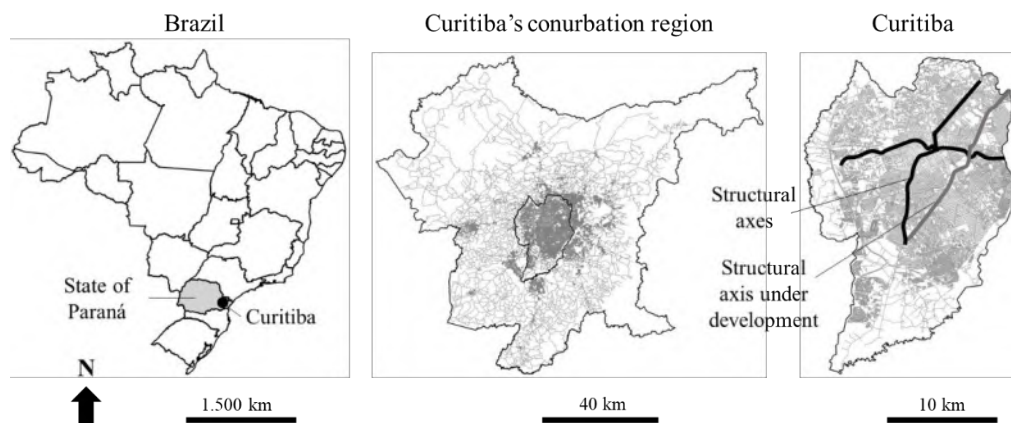 Brazil
Curitiba's conurbation region
Curitiba
State of
Paraná
Curitiba
Structural
axes
Structural
axis under
development
N
1.500 km
40 km
10 km